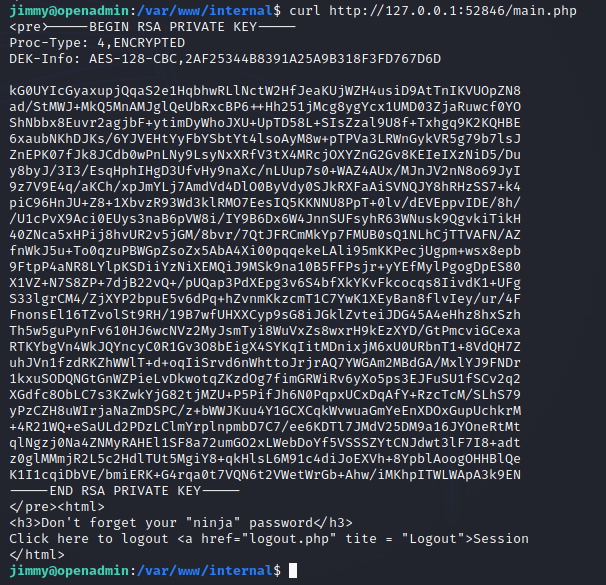 jimmy@openadmin:/var/www/internal$ curl http://127.0.0.1:52846/main.php
<pre>-----BEGIN RSA PRIVATE KEY-----
Proc-Type: 4,ENCRYPTED
DEK-Info: AES-128-CBC,2AF25344B8391A25A9B318F3FD767D6D

kG0UYIcGyaxupjQqaS2e1HqbhwRLlNctW2HfJeaKUjWZH4usiD9AtTnIKVUOpZN8
ad/StMWJ+MkQ5MnAMJglQeUbRxcBP6++Hh251jMcg8ygYcx1UMD03ZjaRuwcf0YO
ShNbbx8Euvr2agjbF+ytimDyWhoJXU+UpTD58L+SIsZzal9U8f+Txhgq9K2KQHBE
6xaubNKhDJKs/6YJVEHtYyFbYSbtYt4lsoAyM8w+pTPVa3LRWnGykVR5g79b7lsJ
ZnEPK07fJk8JCdb0wPnLNy9LsyNxXRfV3tX4MRcjOXYZnG2Gv8KEIeIXzNiD5/Du
y8byJ/3I3/EsqHphIHgD3UfvHy9naXc/nLUup7s0+WAZ4AUx/MJnJV2nN8o69JyI
9z7V9E4q/aKCh/xpJmYLj7AmdVd4DlO0ByVdy0SJkRXFaAiSVNQJY8hRHzSS7+k4
piC96HnJU+Z8+1XbvzR93Wd3klRMO7EesIQ5KKNNU8PpT+0lv/dEVEppvIDE/8h/
/U1cPvX9Aci0EUys3naB6pVW8i/IY9B6Dx6W4JnnSUFsyhR63WNusk9QgvkiTikH
40ZNca5xHPij8hvUR2v5jGM/8bvr/7QtJFRCmMkYp7FMUB0sQ1NLhCjTTVAFN/AZ
fnWkJ5u+To0qzuPBWGpZsoZx5AbA4Xi00pqqekeLAli95mKKPecjUgpm+wsx8epb
9FtpP4aNR8LYlpKSDiiYzNiXEMQiJ9MSk9na10B5FFPsjr+yYEfMylPgogDpES80
X1VZ+N7S8ZP+7djB22vQ+/pUQap3PdXEpg3v6S4bfXkYKvFkcocqs8IivdK1+UFg
S33lgrCM4/ZjXYP2bpuE5v6dPq+hZvnmKkzcmT1C7YwK1XEyBan8flvIey/ur/4F
FnonsEl16TZvolSt9RH/19B7wfUHXXCyp9sG8iJGklZvteiJDG45A4eHhz8hxSzh
Th5w5guPynFv610HJ6wcNVz2MyJsmTyi8WuVxZs8wxrH9kEzXYD/GtPmcviGCexa
RTKYbgVn4WkJQYncyC0R1Gv3O8bEigX4SYKqIitMDnixjM6xU0URbnT1+8VdQH7Z
uhJVn1fzdRKZhWWlT+d+oqIiSrvd6nWhttoJrjrAQ7YWGAm2MBdGA/MxlYJ9FNDr
1kxuSODQNGtGnWZPieLvDkwotqZKzdOg7fimGRWiRv6yXo5ps3EJFuSU1fSCv2q2
XGdfc8ObLC7s3KZwkYjG82tjMZU+P5PifJh6N0PqpxUCxDqAfY+RzcTcM/SLhS79
yPzCZH8uWIrjaNaZmDSPC/z+bWWJKuu4Y1GCXCqkWvwuaGmYeEnXDOxGupUchkrM
+4R21WQ+eSaULd2PDzLClmYrplnpmbD7C7/ee6KDTl7JMdV25DM9a16JYOneRtMt
qlNgzj0Na4ZNMyRAHEl1SF8a72umGO2xLWebDoYf5VSSSZYtCNJdwt3lF7I8+adt
z0glMMmjR2L5c2HdlTUt5MgiY8+qkHlsL6M91c4diJoEXVh+8YpblAoogOHHBlQe
K1I1cqiDbVE/bmiERK+G4rqa0t7VQN6t2VWetWrGb+Ahw/iMKhpITWLWApA3k9EN
-----END RSA PRIVATE KEY-----
</pre><html>
<h3>Don't forget your "ninja" password</h3>
Click here to logout <a href="logout.php" tite = "Logout">Session
</html>
jimmy@openadmin:/var/www/internal$